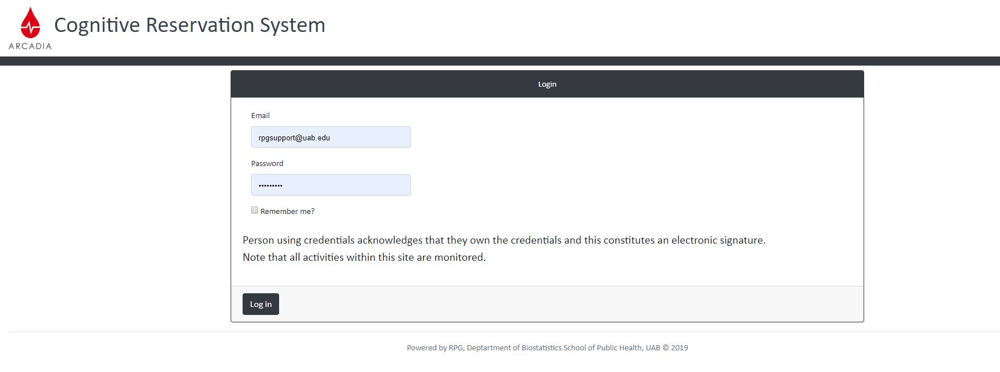 Cognitive Reservation System
ARCADIA
Login
Email
rpgsupport@uab.edu
Password
•••••••••
Remember me?
Person using credentials acknowledges that they own the credentials and this constitutes an electronic signature.
Note that all activities within this site are monitored.
Log in
Powered by RPG, Deptartment of Biostatistics School of Public Health, UAB © 2019